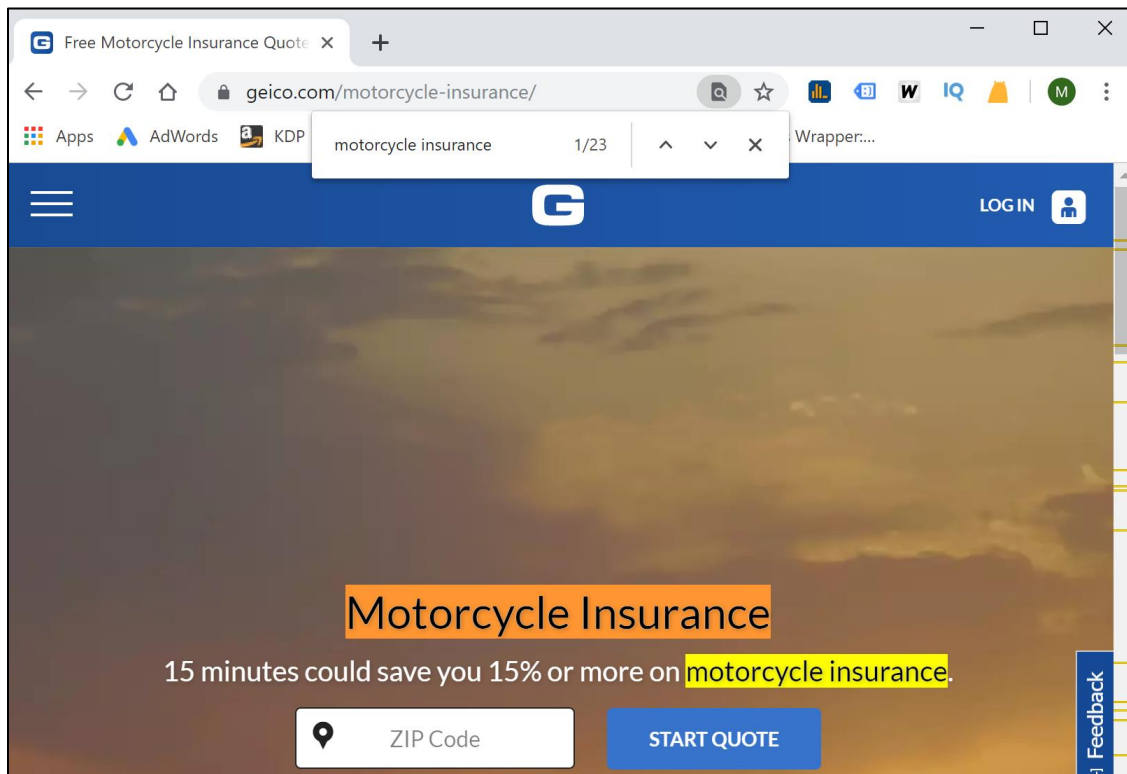 Free Motorcycle Insurance Quote
geico.com/motorcycle-insurance/
W IQ M
Apps AdWords KDP Wrapper:....
motorcycle insurance 1/23
G LOG IN
Motorcycle Insurance
15 minutes could save you 15% or more on motorcycle insurance.
ZIP Code START QUOTE
Feedback